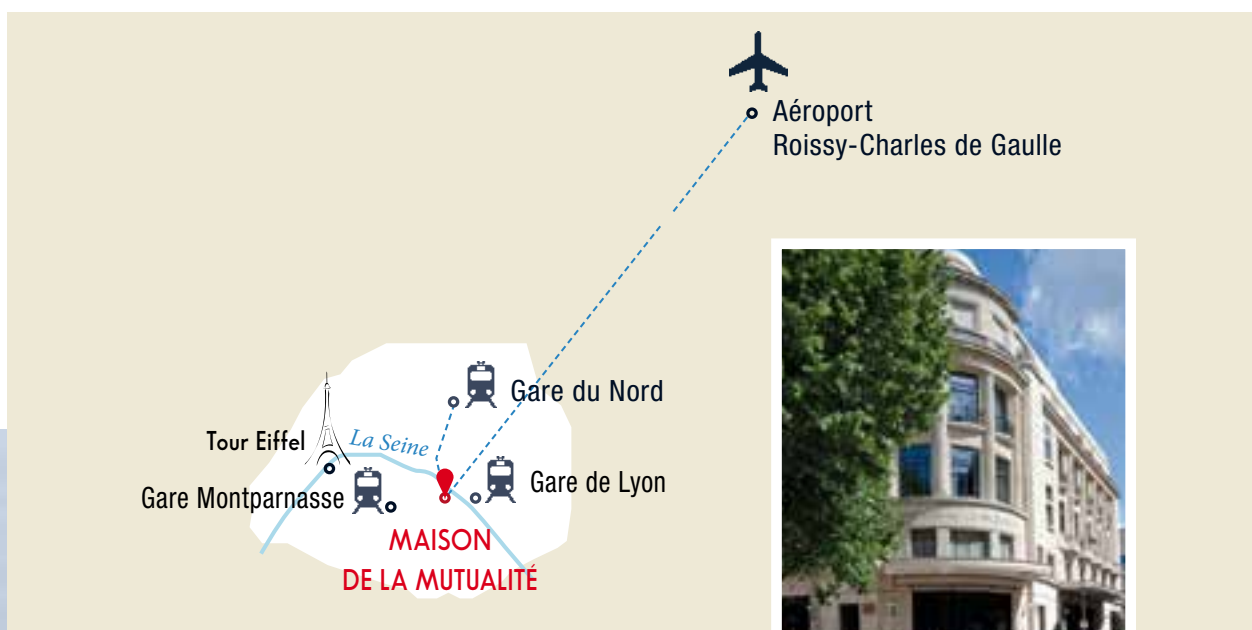 Aéroport
Roissy-Charles de Gaulle
Gare du Nord
Tour Eiffel
La Seine
Gare de Lyon
Gare Montparnasse
MAISON
DE LA MUTUALITÉ